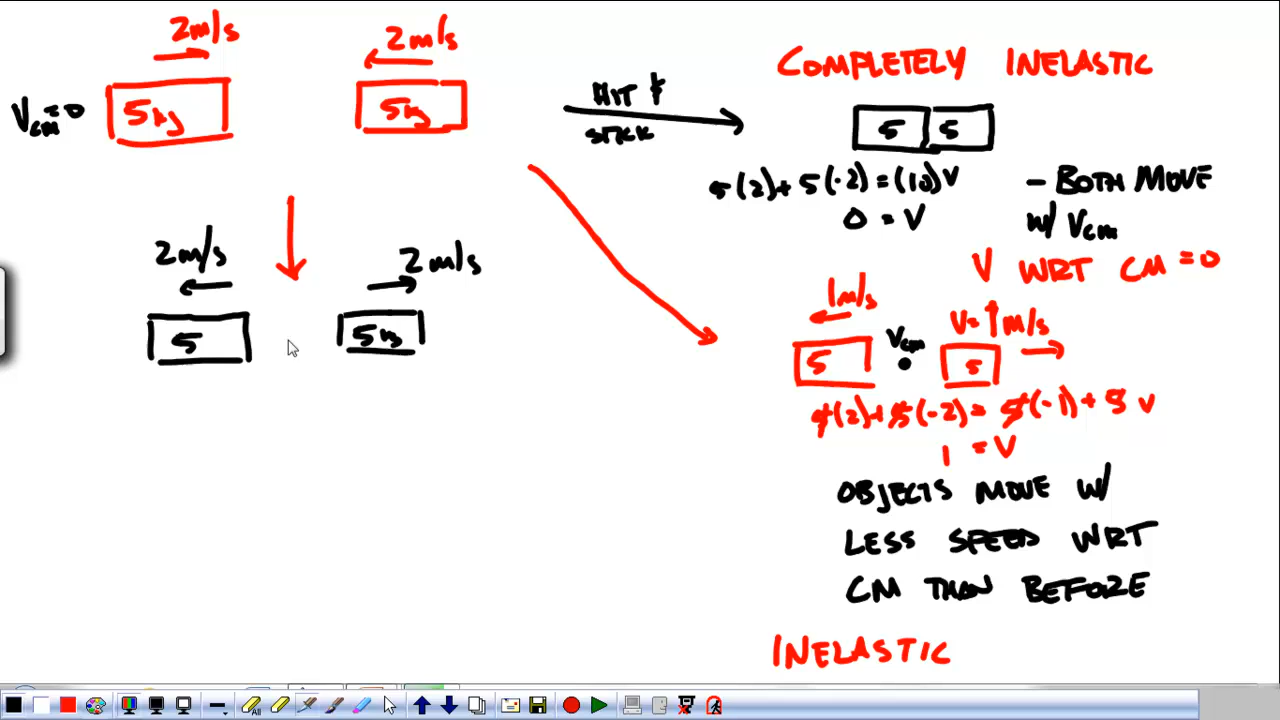 2m/s
2m/s
Vcm=0
5kg
5kg
2m/s
2m/s
5
5kg
HIT &
STICK
COMPLETELY INELASTIC
5 5
5(2)+5(-2)=(10)V
0 = V
- BOTH MOVE
W/ Vcm
V WRT CM = 0
1m/s
V=1m/s
Vcm
5
5
5(2)+5(-2)=5(-1)+5V
1 = V
OBJECTS MOVE W/
LESS SPEED WRT
CM THAN BEFORE
INELASTIC
All